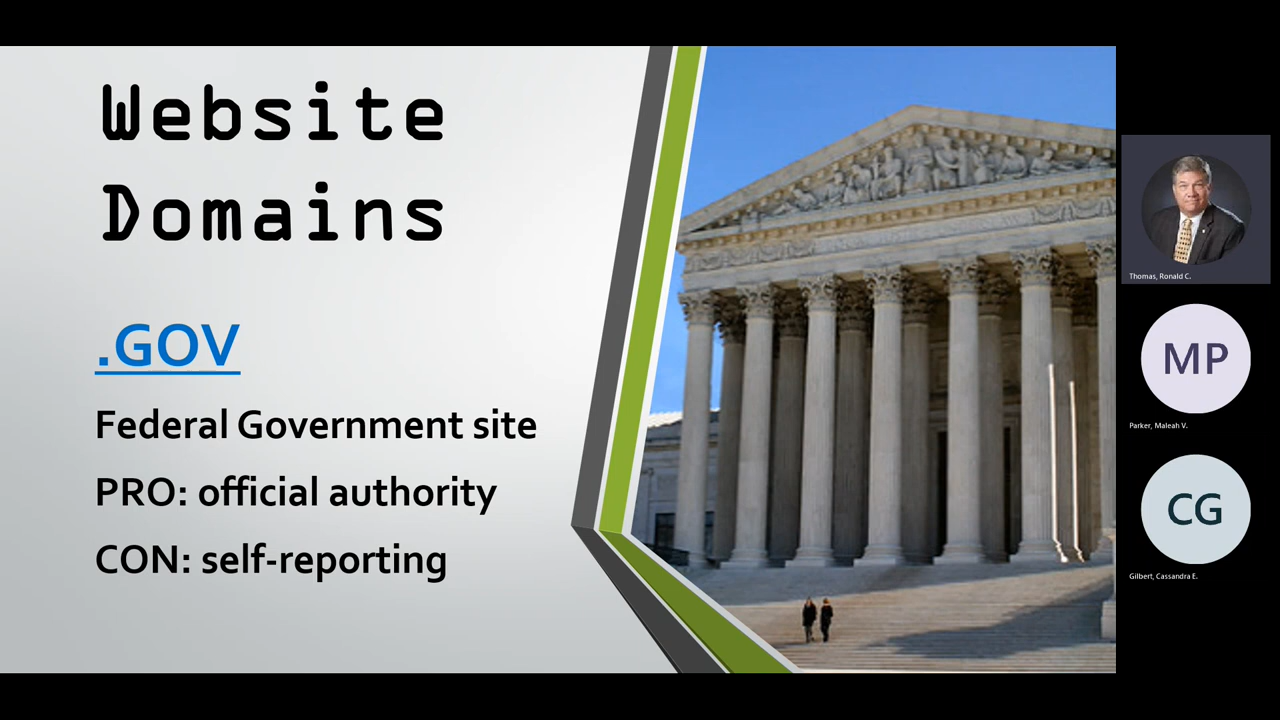 Website
Domains
.GOV
Federal Government site
PRO: official authority
CON: self-reporting
Thomas, Ronald C.
MP
Parker, Maleah V.
CG
Gilbert, Cassandra E.